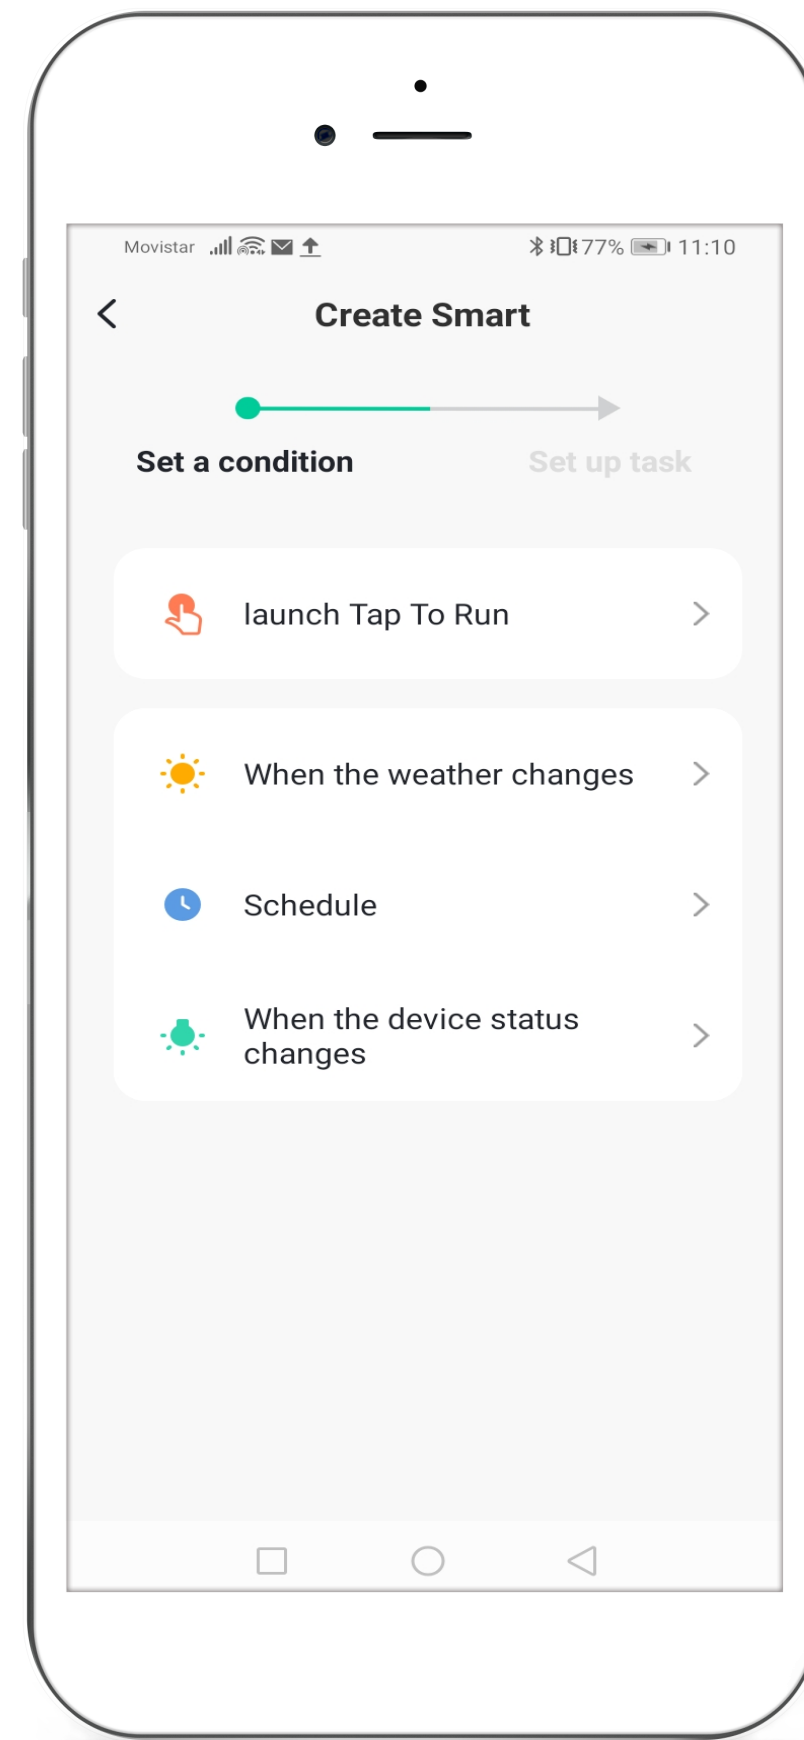 Movistar 77% 11:10
Create Smart
Set a condition Set up task
launch Tap To Run
When the weather changes
Schedule
When the device status
changes